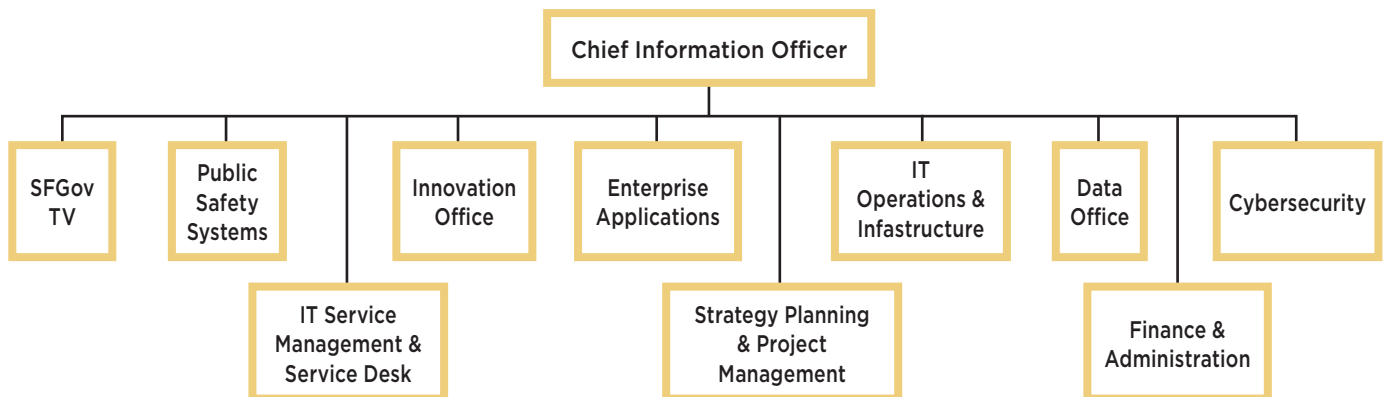 Chief Information Officer
SFGov
TV
Public
Safety
Systems
Innovation
Office
Enterprise
Applications
IT
Operations &
Infastructure
Data
Office
Cybersecurity
IT Service
Management &
Service Desk
Strategy Planning
& Project
Management
Finance &
Administration